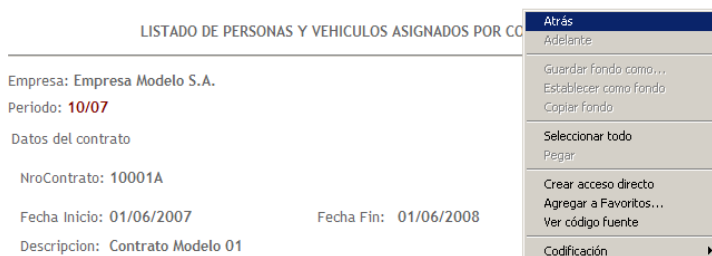 LISTADO DE PERSONAS Y VEHICULOS ASIGNADOS POR
Empresa: Empresa Modelo S.A.
Periodo: 10/07
Datos del contrato
NroContrato: 10001A
Fecha Inicio: 01/06/2007 Fecha Fin: 01/06/2008
Descripcion: Contrato Modelo 01
Atrás
Adelante
Guardar fondo como...
Establecer como fondo
Copiar fondo
Seleccionar todo
Pegar
Crear acceso directo
Agregar a Favoritos...
Ver código fuente
Codificación